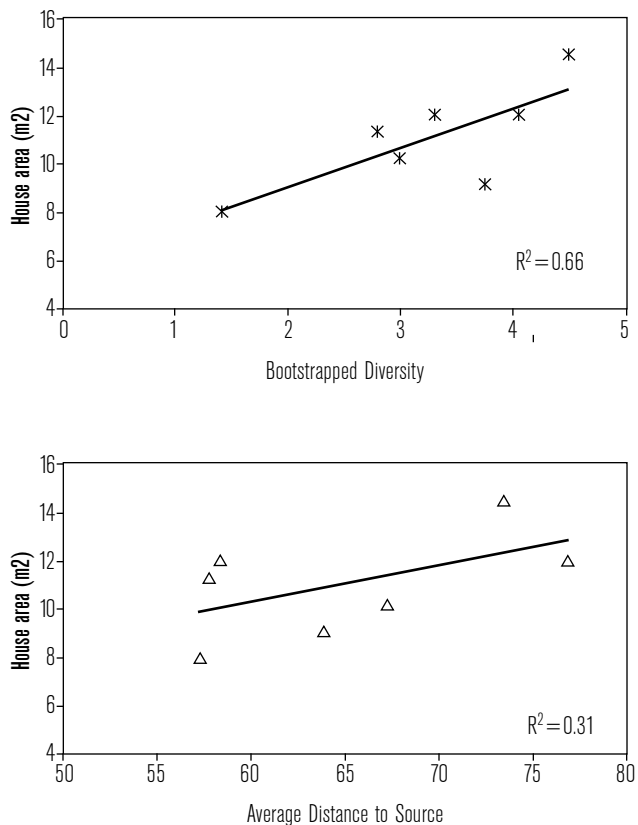 16
14
12
10
8
6
4
House area (m2)
R²=0.66
0 1 2 3 4 5
Bootstrapped Diversity
16
14
12
10
8
6
4
House area (m2)
R²=0.31
50 55 60 65 70 75 80
Average Distance to Source